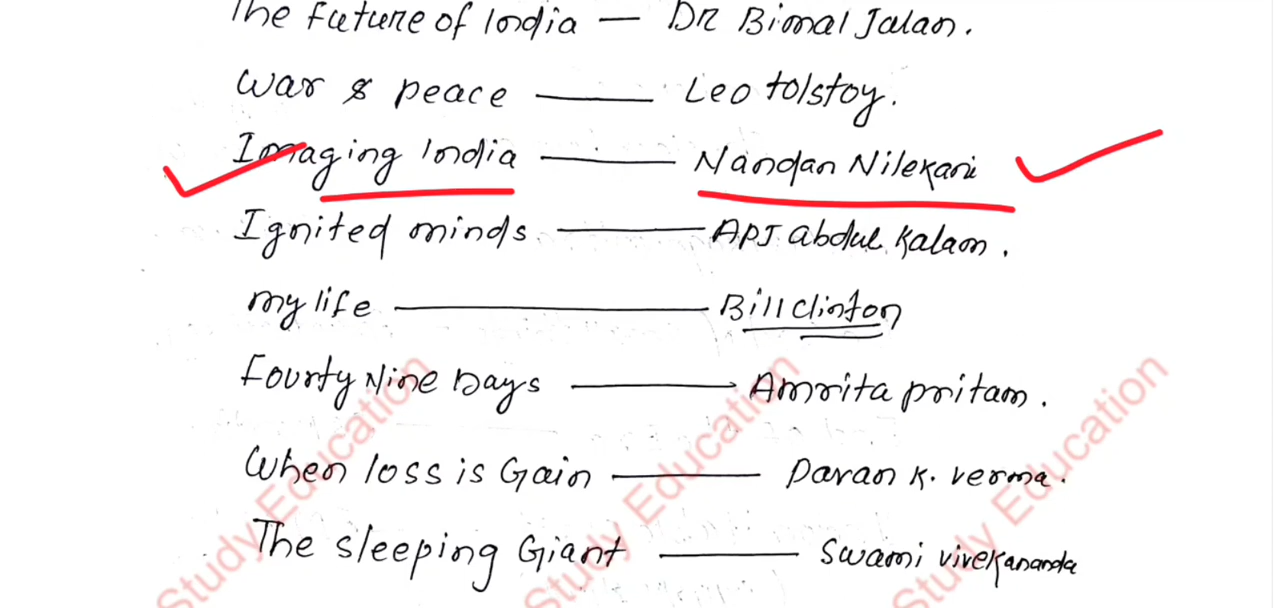 The Future of India — Dr Bimal Jalan.
War & peace — Leo tolstoy.
Imaging India — Nandan Nilekani
Ignited minds — APJ abdul Kalam.
my life — Bill clinton
Fourty Nine Days — Amrita pritam.
When loss is Gain — Pavan K. verma.
The sleeping Giant — Swami vivekananda
Study Education Study Education Study Education